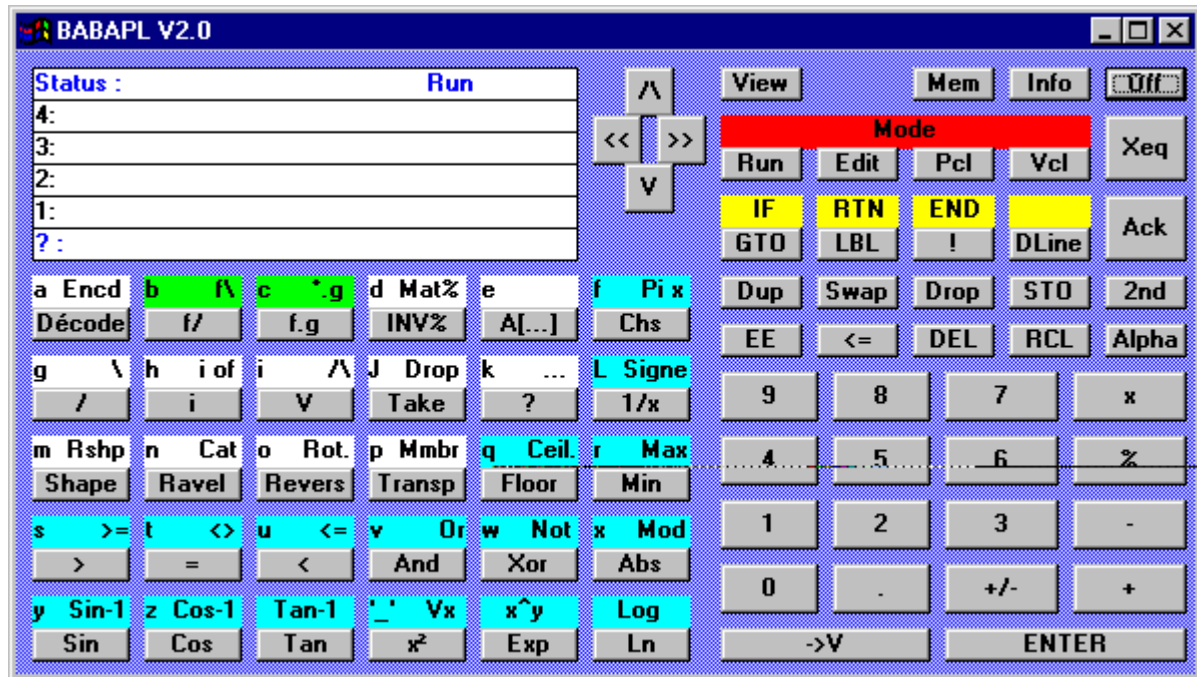 BABAPL V2.0
Status : Run
4:
3:
2:
1:
? :
/\
<< >>
V
View Mem Info Off
Mode
Run Edit Pcl Vcl Xeq
IF RTN END
GTO LBL ! DLine Ack
a Encd b f\ c °.g d Mat% e f Pi x
Décode f/ f.g INV% A[...] Chs
Dup Swap Drop STO 2nd
EE <= DEL RCL Alpha
g \ h i of i /\ J Drop k ... L Signe
/ i V Take ? 1/x
9 8 7 x
m Rshp n Cat o Rot. p Mmbr q Ceil. r Max
Shape Ravel Revers Transp Floor Min
4 5 6 %
s >= t <> u <= v Or w Not x Mod
> = < And Xor Abs
1 2 3 -
y Sin-1 z Cos-1 Tan-1 '_' Vx x^y Log
Sin Cos Tan x² Exp Ln
0 . +/- +
->V ENTER